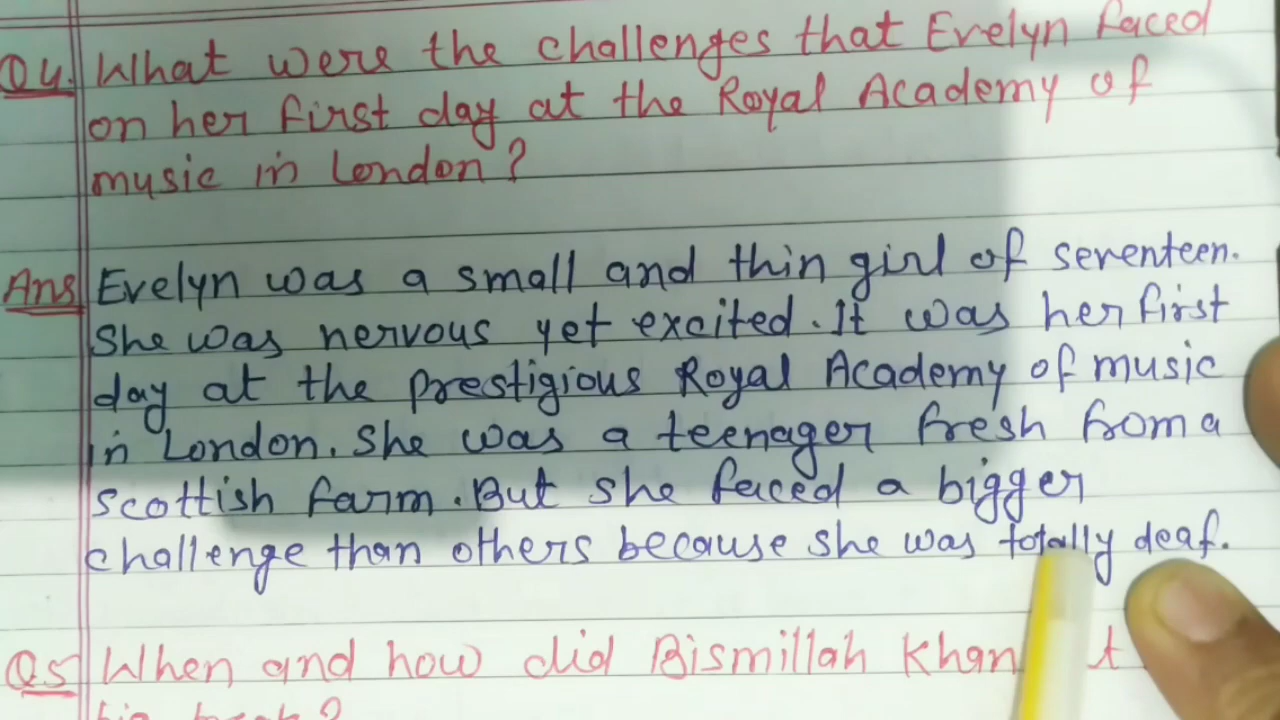 Q4. What were the challenges that Evelyn faced
on her first day at the Royal Academy of
music in London?
Ans Evelyn was a small and thin girl of seventeen.
She was nervous yet excited. It was her first
day at the prestigious Royal Academy of music
in London. She was a teenager fresh from a
Scottish farm. But she faced a bigger
challenge than others because she was totally deaf.
Q5 When and how did Bismillah Khan